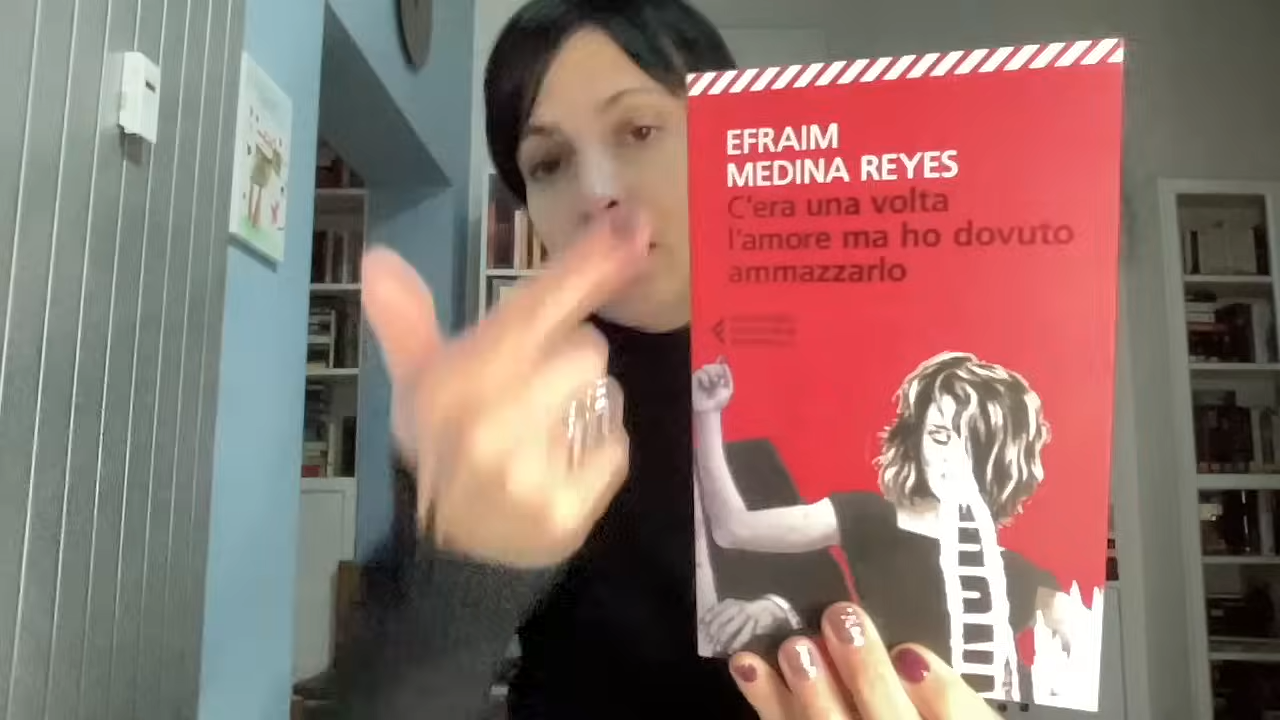 EFRAIM
MEDINA REYES
C'era una volta
l'amore ma ho dovuto
ammazzarlo